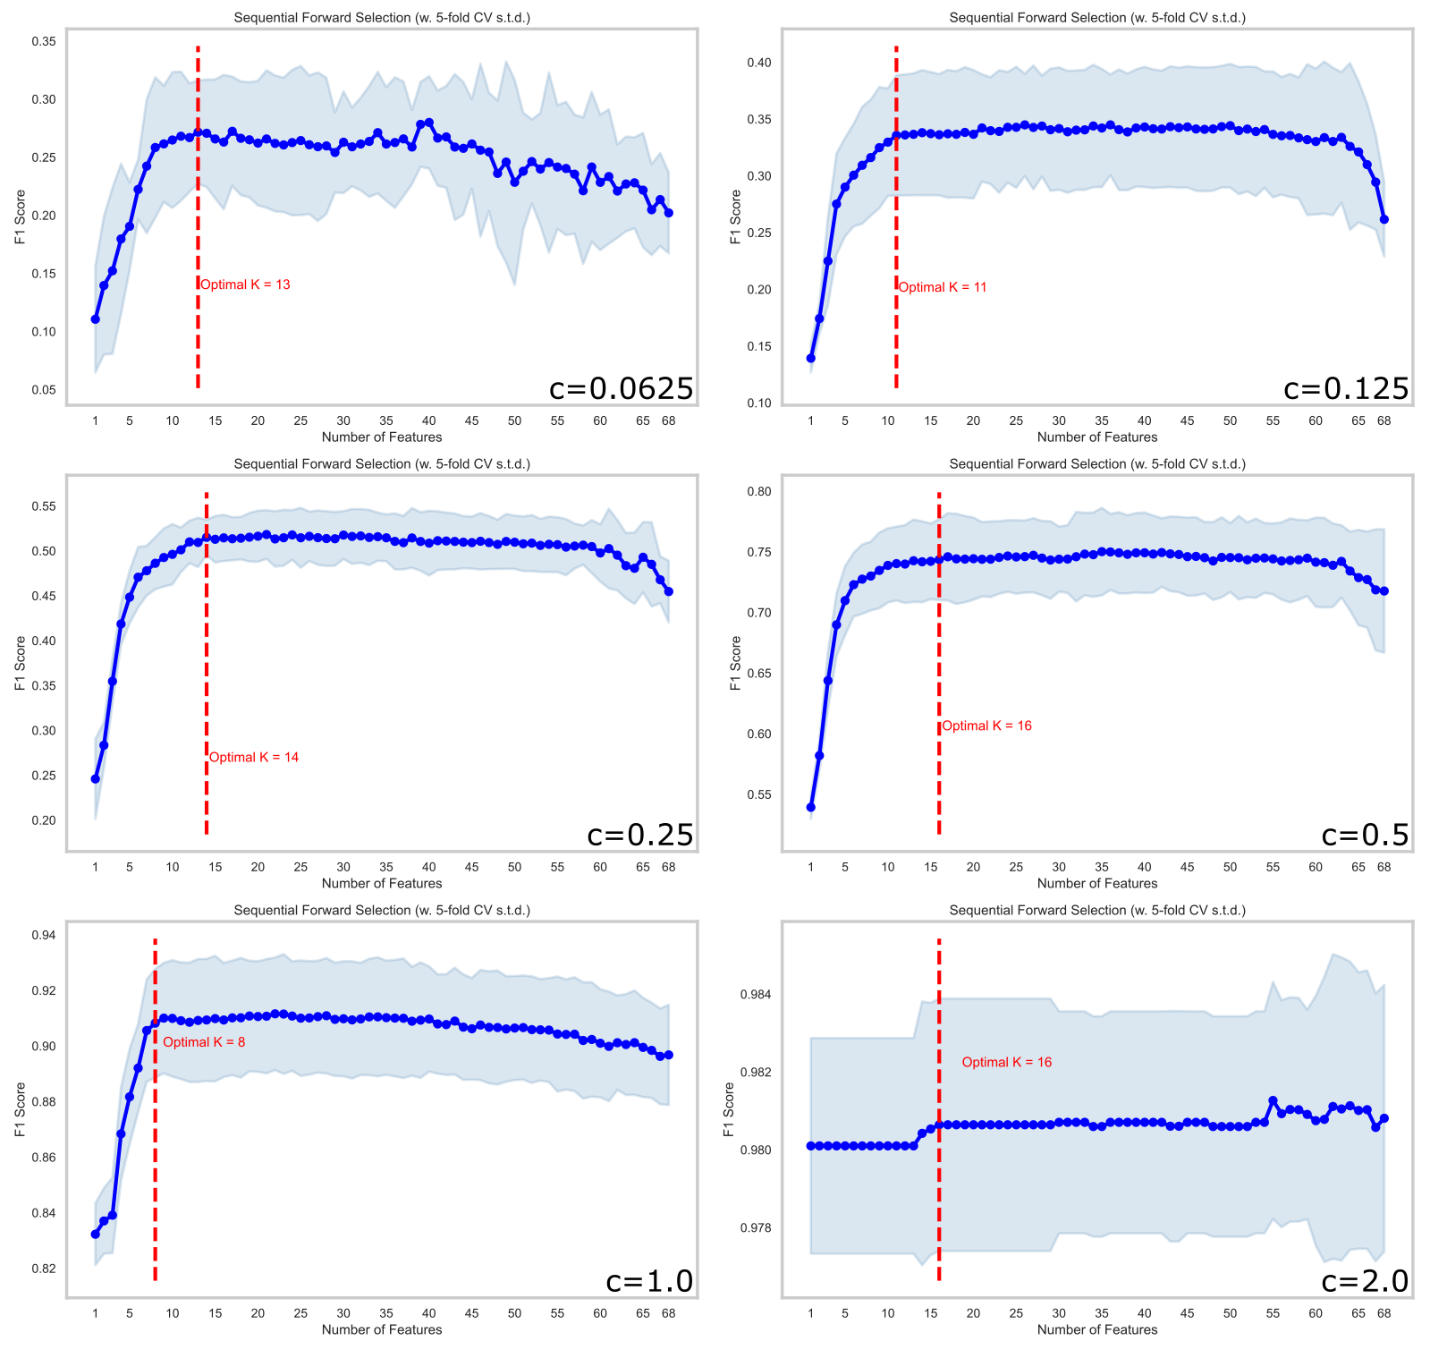 Sequential Forward Selection (w. 5-fold CV s.t.d.)
0.35
0.30
0.25
0.20
0.15
0.10
0.05
F1 Score
Optimal K = 13
c=0.0625
1 5 10 15 20 25 30 35 40 45 50 55 60 65 68
Number of Features
Sequential Forward Selection (w. 5-fold CV s.t.d.)
0.40
0.35
0.30
0.25
0.20
0.15
0.10
F1 Score
Optimal K = 11
c=0.125
1 5 10 15 20 25 30 35 40 45 50 55 60 65 68
Number of Features
Sequential Forward Selection (w. 5-fold CV s.t.d.)
0.55
0.50
0.45
0.40
0.35
0.30
0.25
0.20
F1 Score
Optimal K = 14
c=0.25
1 5 10 15 20 25 30 35 40 45 50 55 60 65 68
Number of Features
Sequential Forward Selection (w. 5-fold CV s.t.d.)
0.80
0.75
0.70
0.65
0.60
0.55
F1 Score
Optimal K = 16
c=0.5
1 5 10 15 20 25 30 35 40 45 50 55 60 65 68
Number of Features
Sequential Forward Selection (w. 5-fold CV s.t.d.)
0.94
0.92
0.90
0.88
0.86
0.84
0.82
F1 Score
Optimal K = 8
c=1.0
1 5 10 15 20 25 30 35 40 45 50 55 60 65 68
Number of Features
Sequential Forward Selection (w. 5-fold CV s.t.d.)
0.984
0.982
0.980
0.978
F1 Score
Optimal K = 16
c=2.0
1 5 10 15 20 25 30 35 40 45 50 55 60 65 68
Number of Features